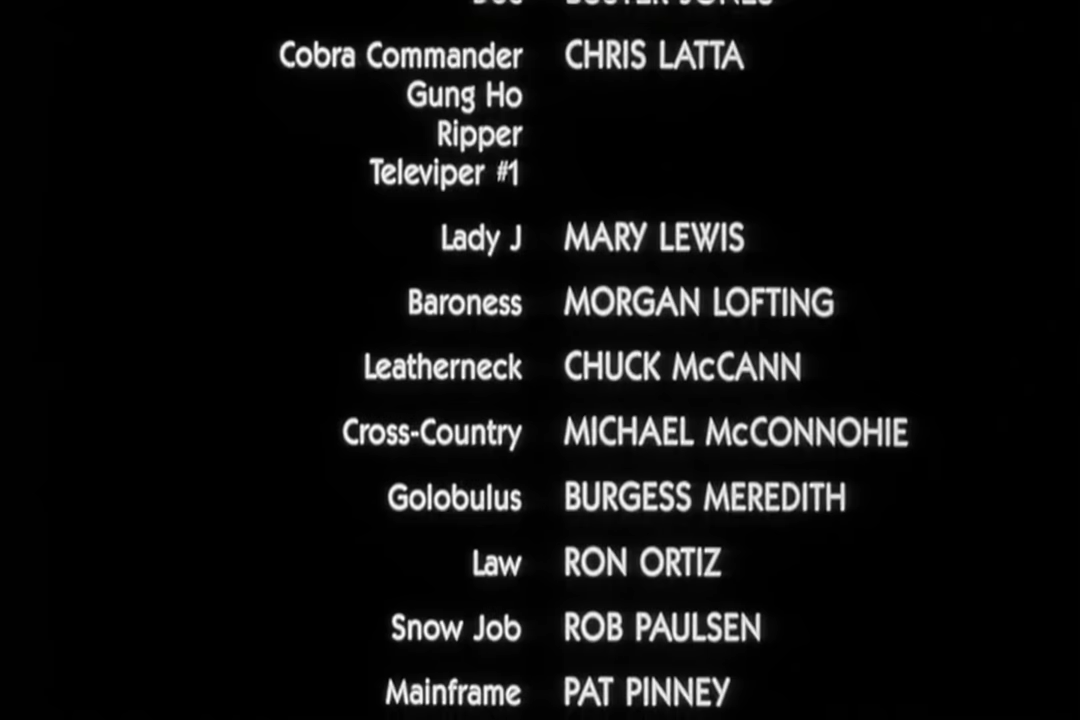 Cobra Commander CHRIS LATTA
Gung Ho
Ripper
Televiper #1
Lady J MARY LEWIS
Baroness MORGAN LOFTING
Leatherneck CHUCK McCANN
Cross-Country MICHAEL McCONNOHIE
Golobulus BURGESS MEREDITH
Law RON ORTIZ
Snow Job ROB PAULSEN
Mainframe PAT PINNEY